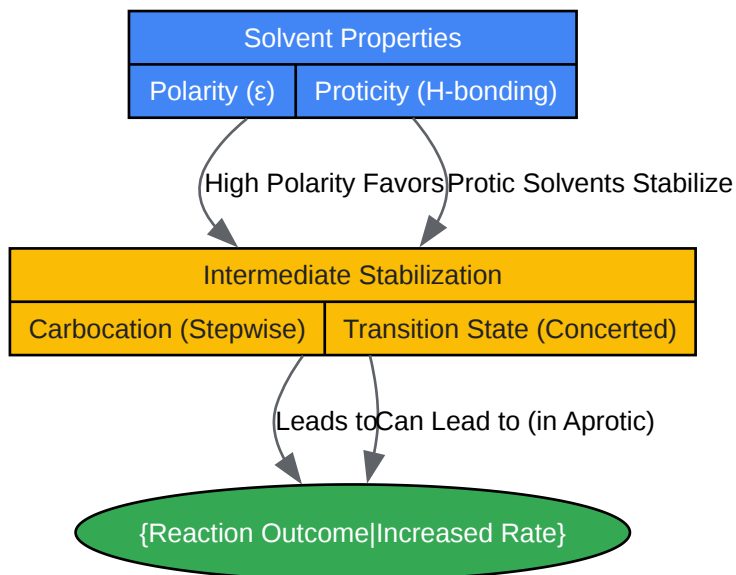 Solvent Properties
Polarity (ε)
Proticity (H-bonding)
High Polarity Favors
Protic Solvents Stabilize
Intermediate Stabilization
Carbocation (Stepwise)
Transition State (Concerted)
Leads to
Can Lead to (in Aprotic)
{Reaction Outcome|Increased Rate}